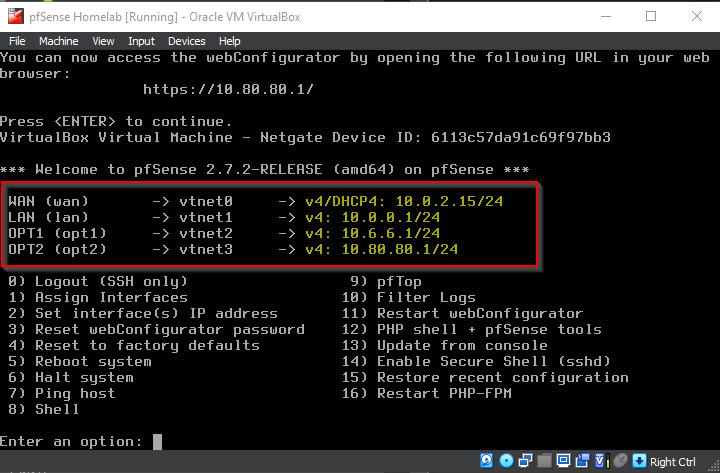 pfSense Homelab [Running] - Oracle VM VirtualBox
File Machine View Input Devices Help
You can now access the webConfigurator by opening the following URL in your web
browser:
https://10.80.80.1/
Press <ENTER> to continue.
VirtualBox Virtual Machine - Netgate Device ID: 6113c57da91c69f97bb3
*** Welcome to pfSense 2.7.2-RELEASE (amd64) on pfSense ***
WAN (wan) -> vtnet0 -> v4/DHCP4: 10.0.2.15/24
LAN (lan) -> vtnet1 -> v4: 10.0.0.1/24
OPT1 (opt1) -> vtnet2 -> v4: 10.6.6.1/24
OPT2 (opt2) -> vtnet3 -> v4: 10.80.80.1/24
0) Logout (SSH only) 9) pfTop
1) Assign Interfaces 10) Filter Logs
2) Set interface(s) IP address 11) Restart webConfigurator
3) Reset webConfigurator password 12) PHP shell + pfSense tools
4) Reset to factory defaults 13) Update from console
5) Reboot system 14) Enable Secure Shell (sshd)
6) Halt system 15) Restore recent configuration
7) Ping host 16) Restart PHP-FPM
8) Shell
Enter an option:
Right Ctrl